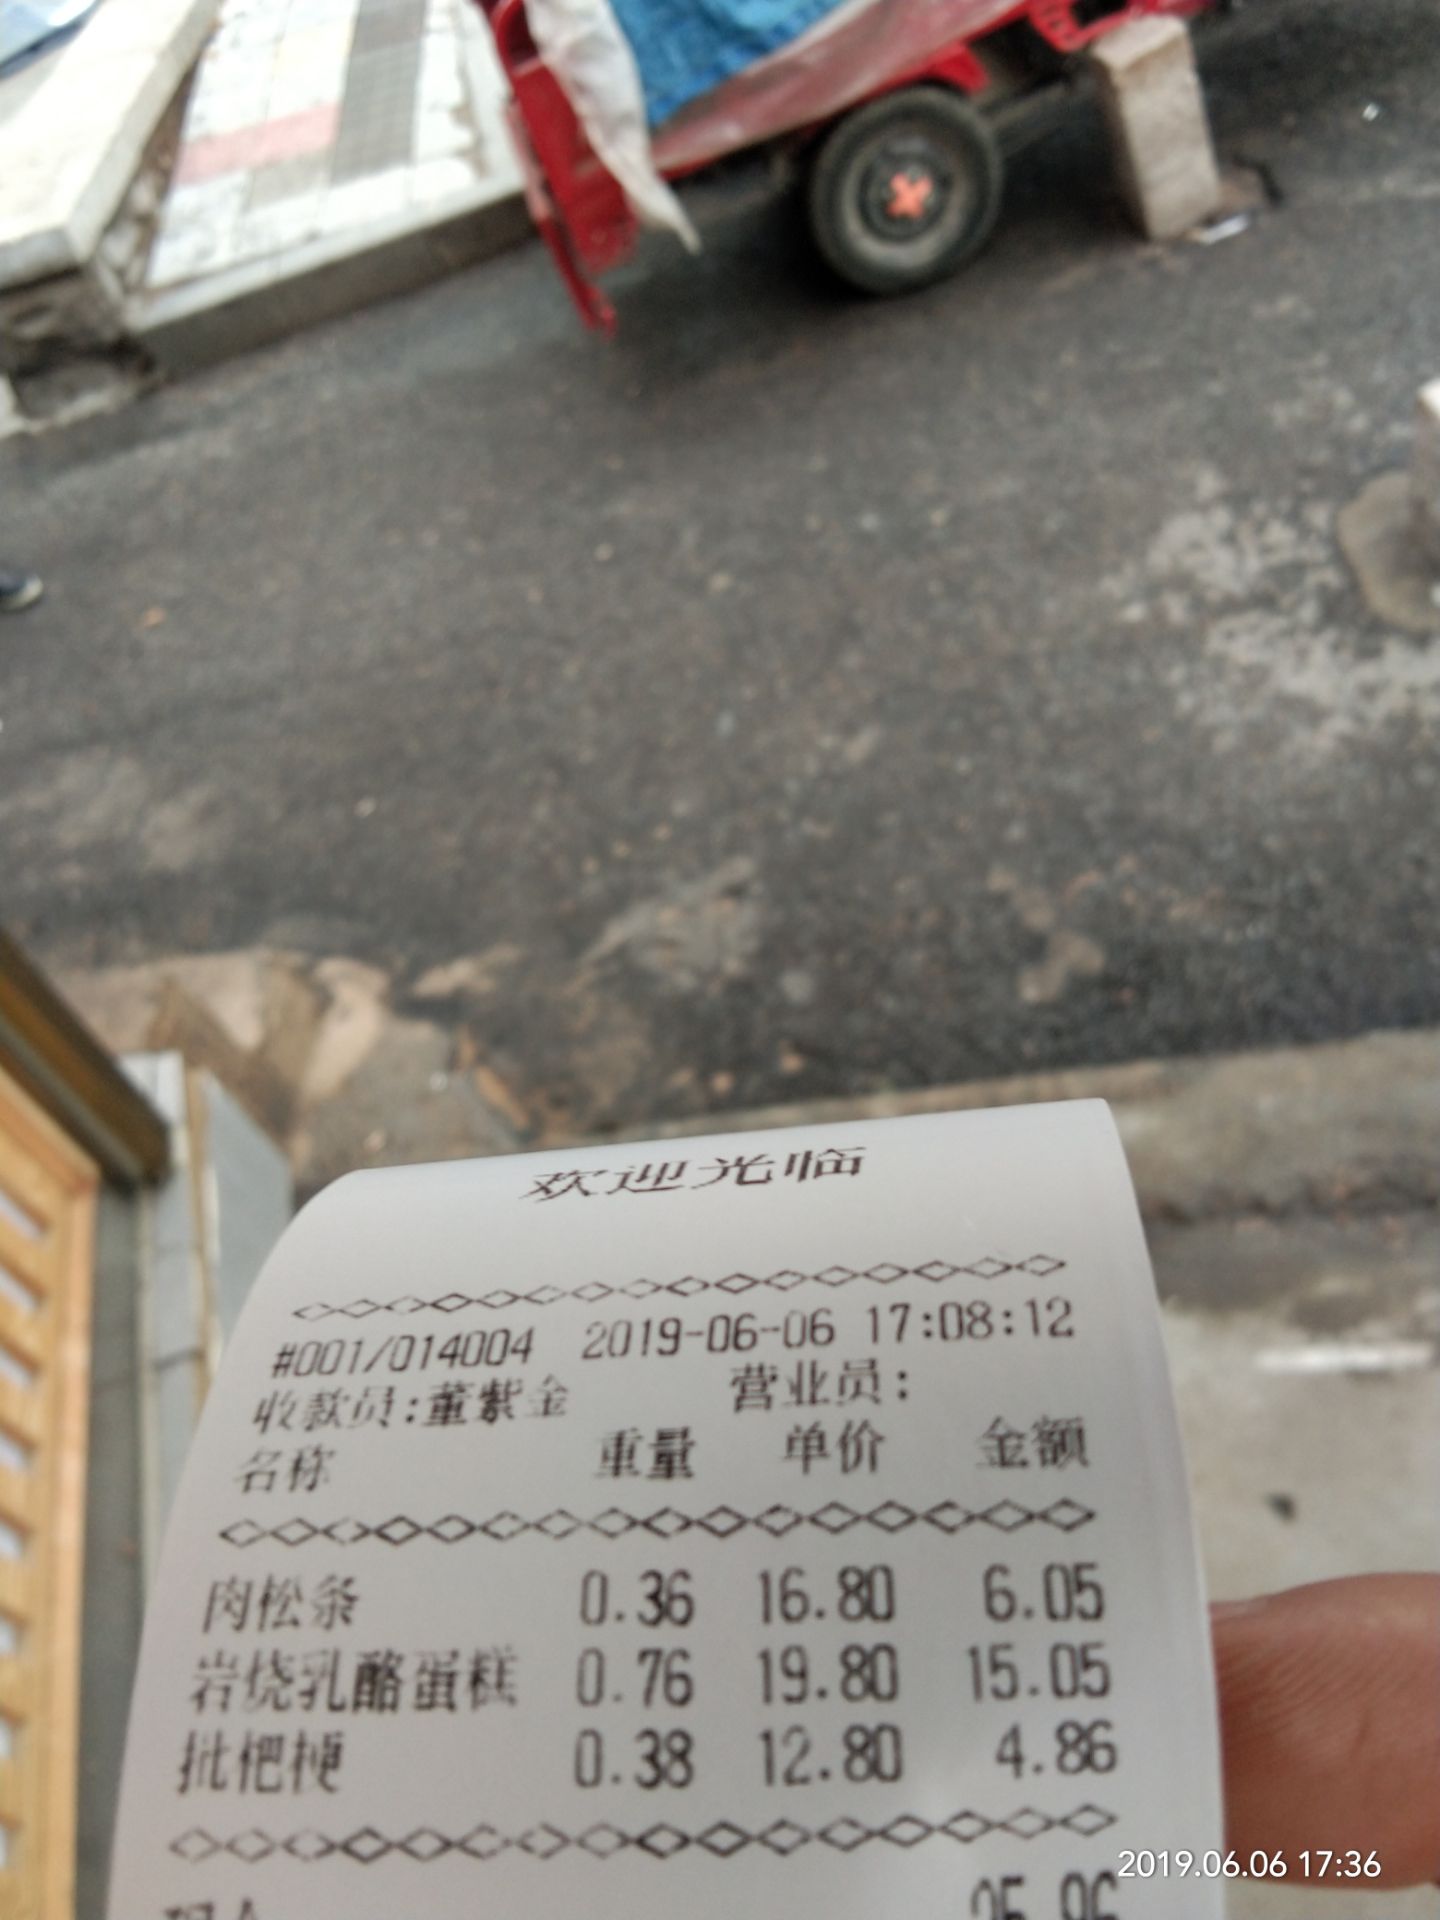 欢迎光临
#001/014004 2019-06-06 17:08:12
收款员:董紫金 营业员:
名称 重量 单价 金额
肉松条 0.36 16.80 6.05
岩烧乳酪蛋糕 0.76 19.80 15.05
批杷梗 0.38 12.80 4.86
25.96
2019.06.06 17:36